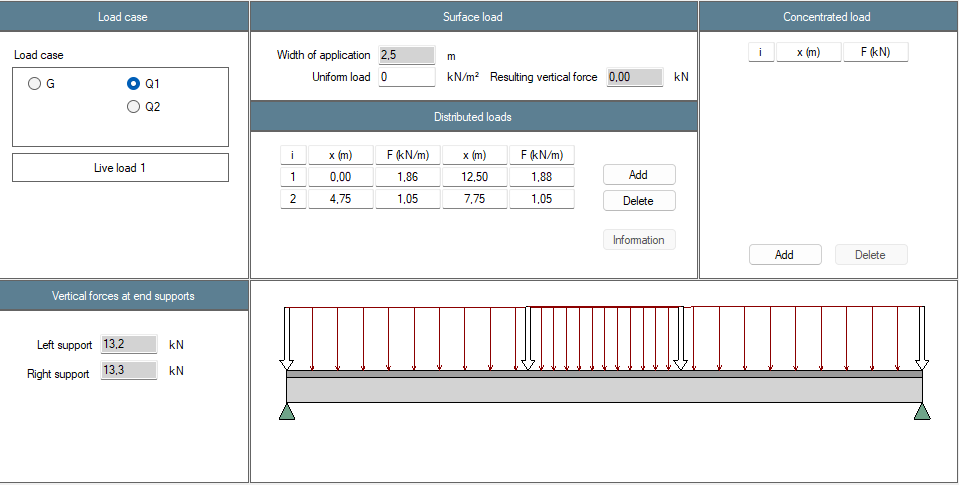 Load case
Load case
G
Q1
Q2
Live load 1
Surface load
Width of application 2,5 m
Uniform load 0 kN/m² Resulting vertical force 0,00 kN
Distributed loads
i x (m) F (kN/m) x (m) F (kN/m)
1 0,00 1,86 12,50 1,88
2 4,75 1,05 7,75 1,05
Add
Delete
Information
Concentrated load
i x (m) F (kN)
Add Delete
Vertical forces at end supports
Left support 13,2 kN
Right support 13,3 kN